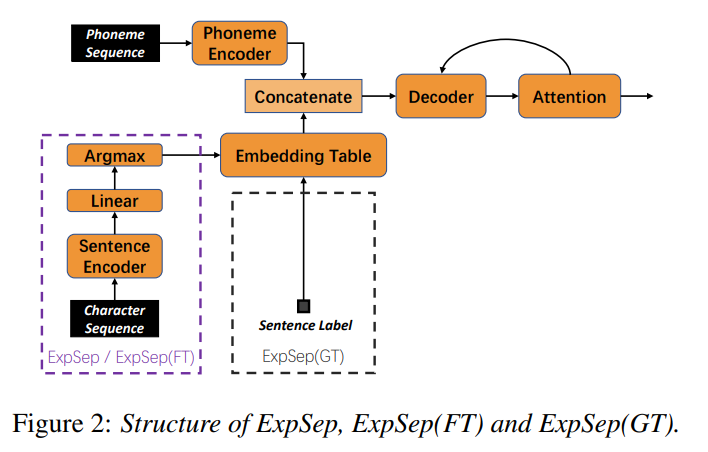 Phoneme
Sequence
Phoneme
Encoder
Concatenate
Decoder
Attention
Argmax
Embedding Table
Linear
Sentence
Encoder
Character
Sequence
Sentence Label
ExpSep / ExpSep(FT)
ExpSep(GT)
Figure 2: Structure of ExpSep, ExpSep(FT) and ExpSep(GT).